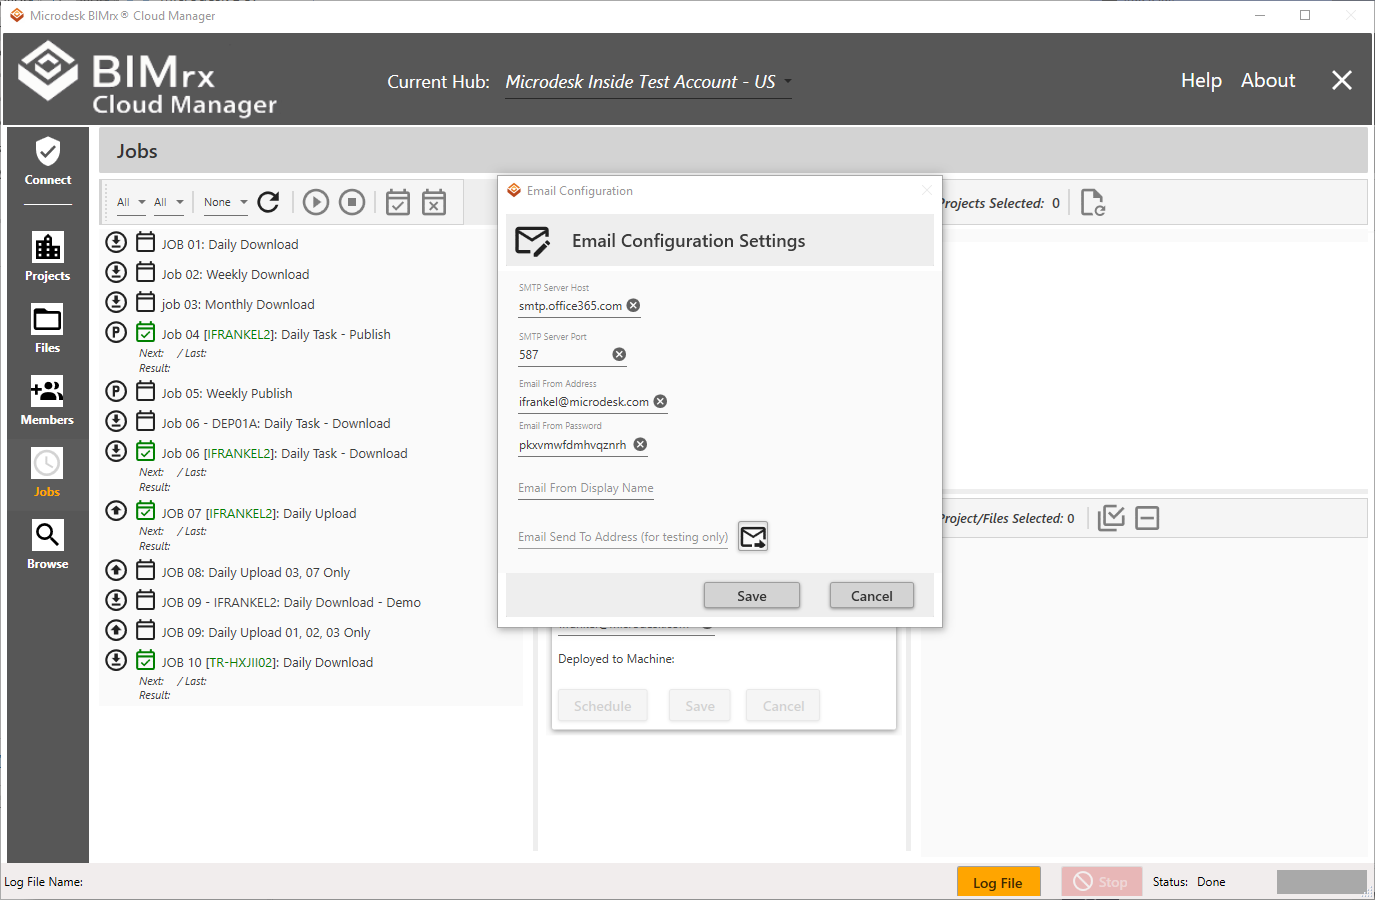 Microdesk BIMrx® Cloud Manager
BIMrx
Cloud Manager
Current Hub: Microdesk Inside Test Account - US
Help About
Connect
Projects
Files
Members
Jobs
Browse
Jobs
All All None
JOB 01: Daily Download
Job 02: Weekly Download
job 03: Monthly Download
Job 04 [IFRANKEL2]: Daily Task - Publish
Next: / Last:
Result:
Job 05: Weekly Publish
Job 06 - DEP01A: Daily Task - Download
Job 06 [IFRANKEL2]: Daily Task - Download
Next: / Last:
Result:
JOB 07 [IFRANKEL2]: Daily Upload
Next: / Last:
Result:
JOB 08: Daily Upload 03, 07 Only
JOB 09 - IFRANKEL2: Daily Download - Demo
JOB 09: Daily Upload 01, 02, 03 Only
JOB 10 [TR-HXJII02]: Daily Download
Next: / Last:
Result:
Email Configuration
Email Configuration Settings
SMTP Server Host
smtp.office365.com
SMTP Server Port
587
Email From Address
ifrankel@microdesk.com
Email From Password
pkxvmwfdmhvqznrh
Email From Display Name
Email Send To Address (for testing only)
Save Cancel
Deployed to Machine:
Schedule Save Cancel
Projects Selected: 0
Project/Files Selected: 0
Log File Name:
Log File
Stop
Status: Done